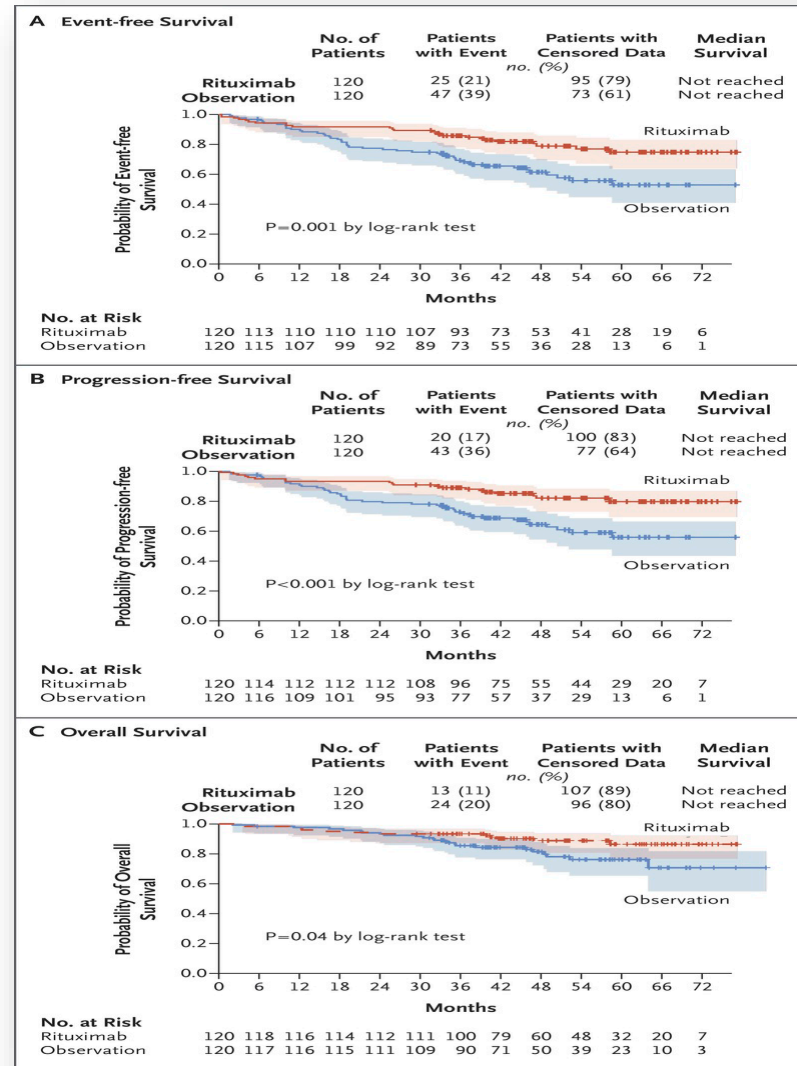 A Event-free Survival
No. of Patients Patients with Event Patients with Censored Data Median Survival
no. (%)
Rituximab 120 25 (21) 95 (79) Not reached
Observation 120 47 (39) 73 (61) Not reached
1.0
0.8
0.6
0.4
0.2
0.0
Probability of Event-free Survival
Rituximab
Observation
P=0.001 by log-rank test
0 6 12 18 24 30 36 42 48 54 60 66 72
Months
No. at Risk
Rituximab 120 113 110 110 110 107 93 73 53 41 28 19 6
Observation 120 115 107 99 92 89 73 55 36 28 13 6 1
B Progression-free Survival
No. of Patients Patients with Event Patients with Censored Data Median Survival
no. (%)
Rituximab 120 20 (17) 100 (83) Not reached
Observation 120 43 (36) 77 (64) Not reached
1.0
0.8
0.6
0.4
0.2
0.0
Probability of Progression-free Survival
Rituximab
Observation
P<0.001 by log-rank test
0 6 12 18 24 30 36 42 48 54 60 66 72
Months
No. at Risk
Rituximab 120 114 112 112 112 108 96 75 55 44 29 20 7
Observation 120 116 109 101 95 93 77 57 37 29 13 6 1
C Overall Survival
No. of Patients Patients with Event Patients with Censored Data Median Survival
no. (%)
Rituximab 120 13 (11) 107 (89) Not reached
Observation 120 24 (20) 96 (80) Not reached
1.0
0.8
0.6
0.4
0.2
0.0
Probability of Overall Survival
Rituximab
Observation
P=0.04 by log-rank test
0 6 12 18 24 30 36 42 48 54 60 66 72
Months
No. at Risk
Rituximab 120 118 116 114 112 111 100 79 60 48 32 20 7
Observation 120 117 116 115 111 109 90 71 50 39 23 10 3